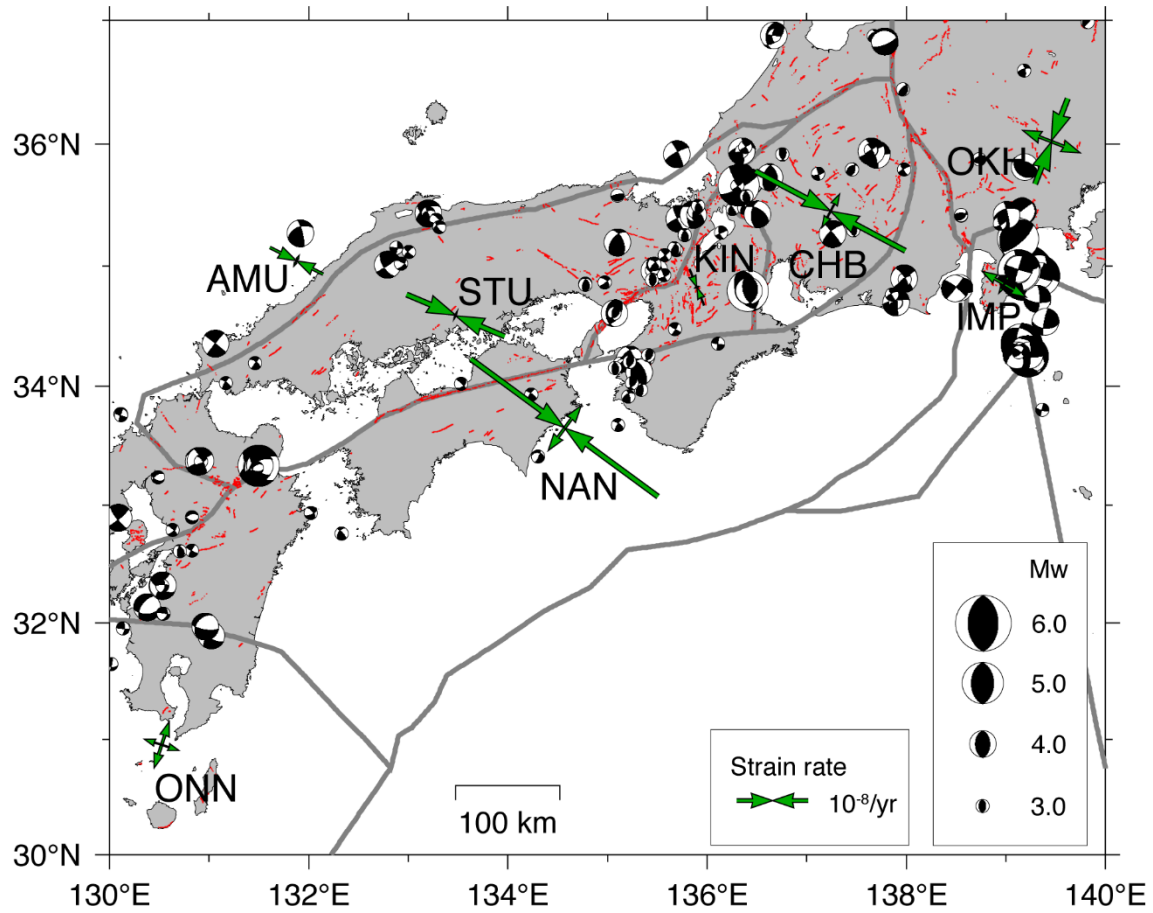 36°N
34°N
32°N
30°N
130°E
132°E
134°E
136°E
138°E
140°E
OKH
AMU
STU
KIN
CHB
IMP
NAN
ONN
100 km
Strain rate
10⁻⁸/yr
Mw
6.0
5.0
4.0
3.0